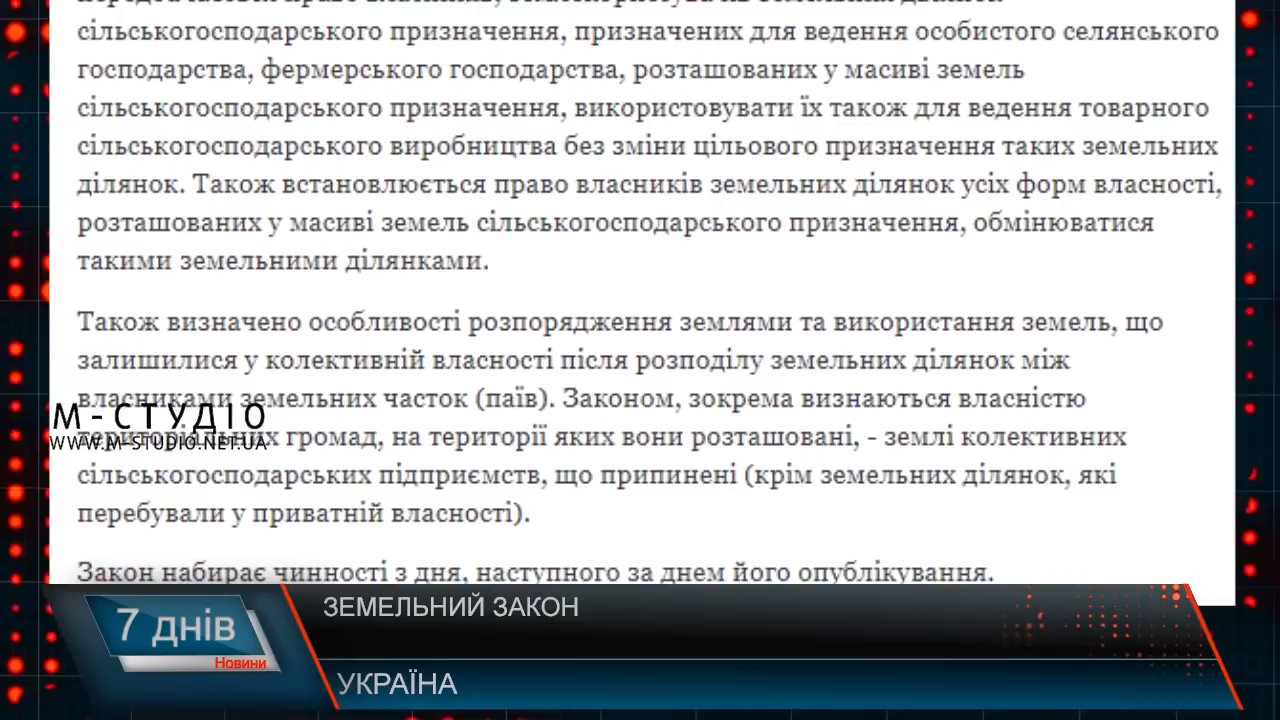 сільськогосподарського призначення, призначених для ведення особистого селянського
господарства, фермерського господарства, розташованих у масиві земель
сільськогосподарського призначення, використовувати їх також для ведення товарного
сільськогосподарського виробництва без зміни цільового призначення таких земельних
ділянок. Також встановлюється право власників земельних ділянок усіх форм власності,
розташованих у масиві земель сільськогосподарського призначення, обмінюватися
такими земельними ділянками.
Також визначено особливості розпорядження землями та використання земель, що
залишилися у колективній власності після розподілу земельних ділянок між
власниками земельних часток (паїв). Законом, зокрема визнаються власністю
М-СТУДІО
територіальних громад, на території яких вони розташовані, - землі колективних
WWW.M-STUDIO.NET.UA
сільськогосподарських підприємств, що припинені (крім земельних ділянок, які
перебували у приватній власності).
Закон набирає чинності з дня, наступного за днем його опублікування.
7 днів
Новини
ЗЕМЕЛЬНИЙ ЗАКОН
УКРАЇНА